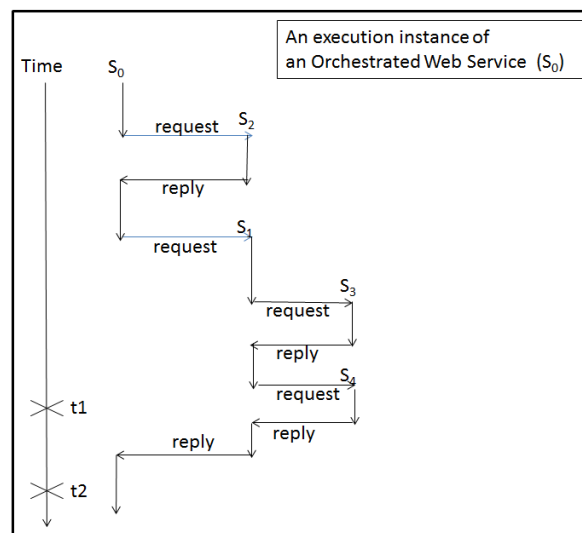 An execution instance of
an Orchestrated Web Service (S₀)
Time
S₀
S₂
request
reply
S₁
request
S₃
request
reply
S₄
request
t1
reply
reply
t2